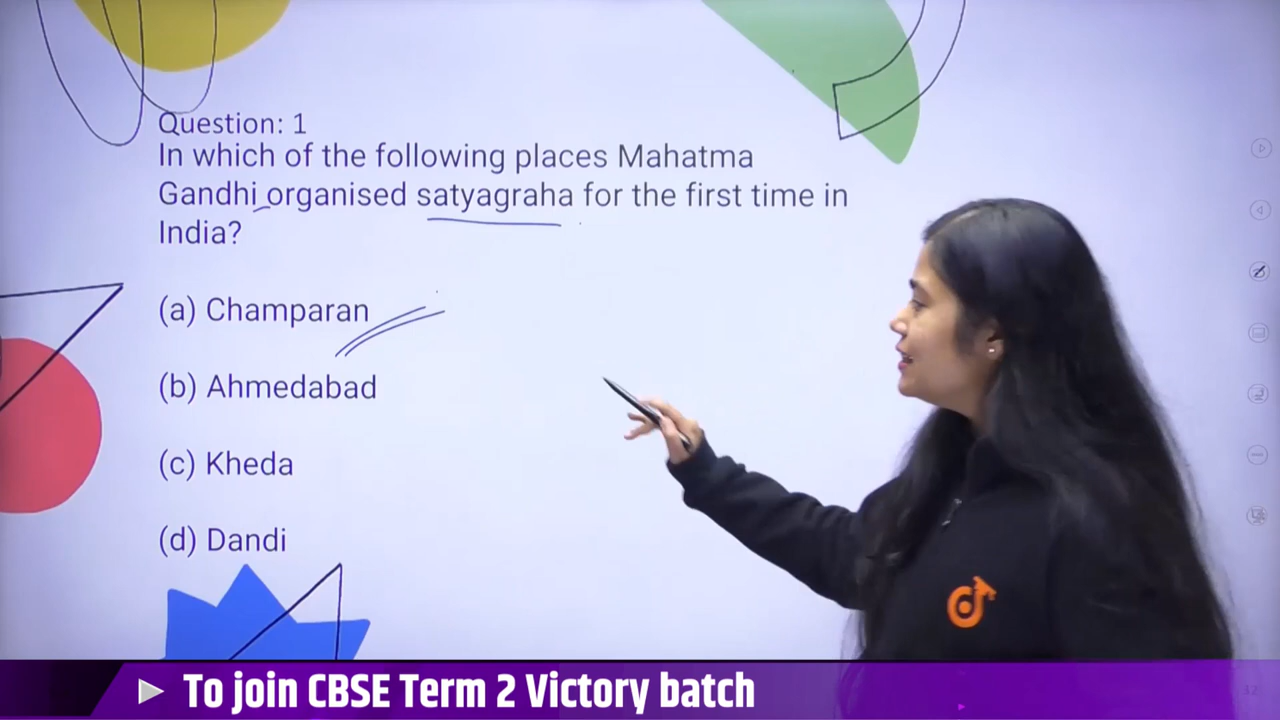 Question: 1
In which of the following places Mahatma
Gandhi organised satyagraha for the first time in
India?
(a) Champaran
(b) Ahmedabad
(c) Kheda
(d) Dandi
To join CBSE Term 2 Victory batch
12